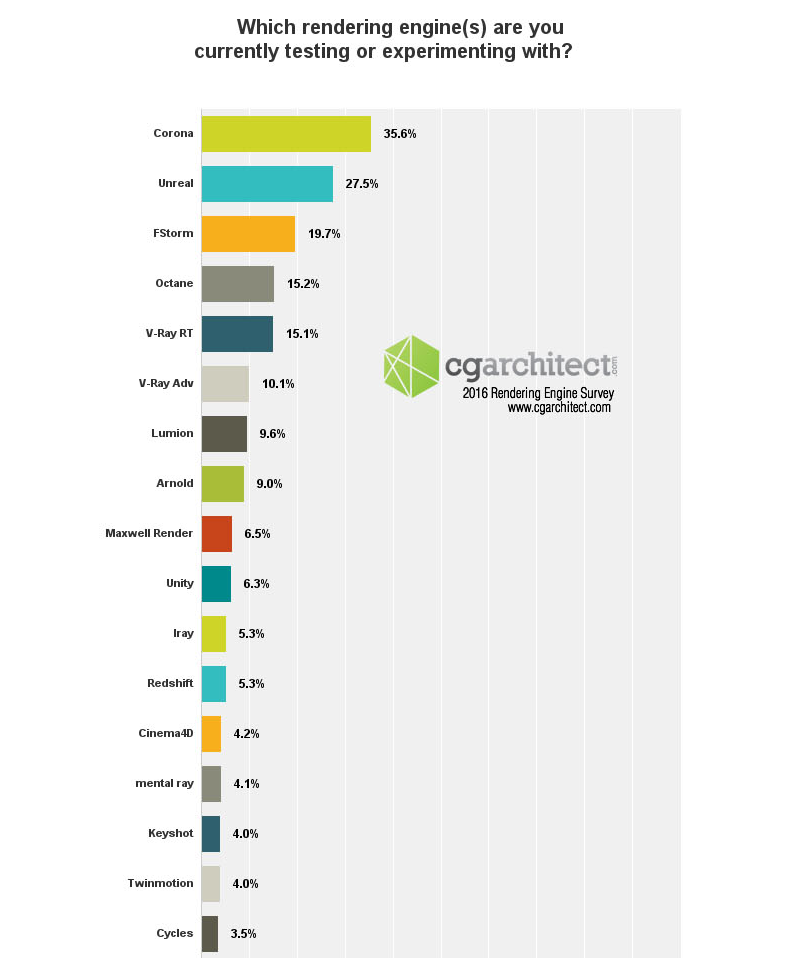 Which rendering engine(s) are you
currently testing or experimenting with?
Corona 35.6%
Unreal 27.5%
FStorm 19.7%
Octane 15.2%
V-Ray RT 15.1%
V-Ray Adv 10.1%
cgarchitect.com
2016 Rendering Engine Survey
www.cgarchitect.com
Lumion 9.6%
Arnold 9.0%
Maxwell Render 6.5%
Unity 6.3%
Iray 5.3%
Redshift 5.3%
Cinema4D 4.2%
mental ray 4.1%
Keyshot 4.0%
Twinmotion 4.0%
Cycles 3.5%